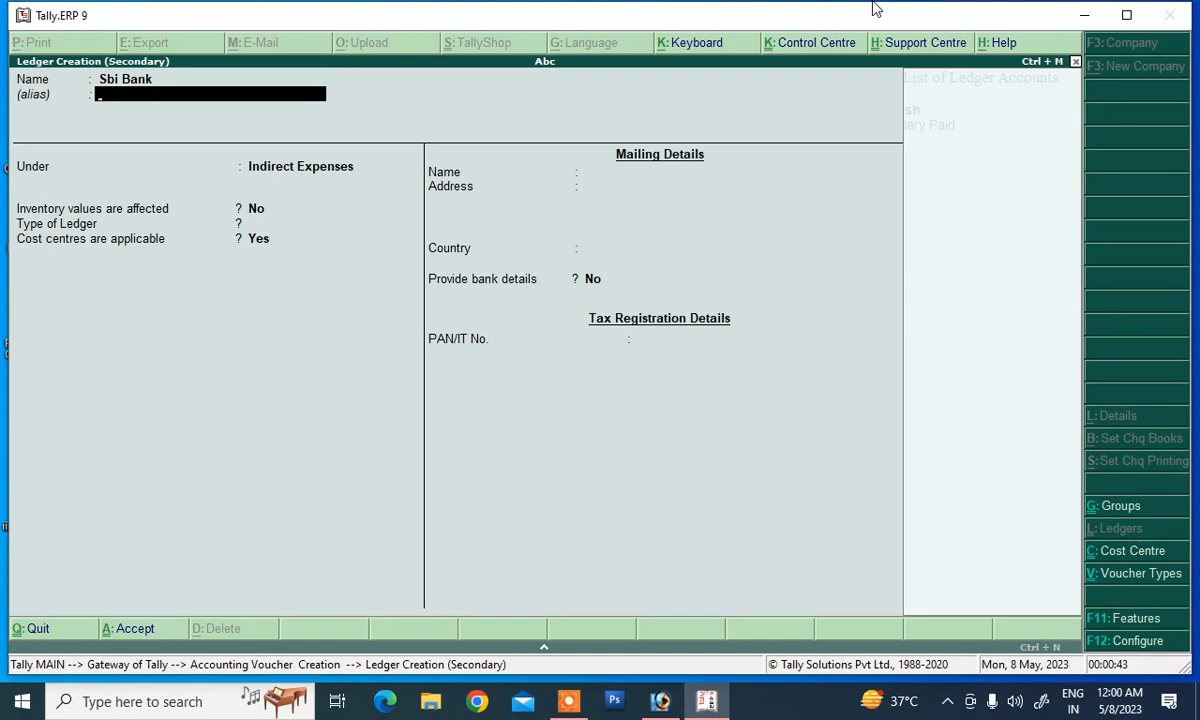 Tally.ERP 9
P: Print E: Export M: E-Mail O: Upload S: TallyShop G: Language K: Keyboard K: Control Centre H: Support Centre H: Help
F3: Company
F3: New Company
Ledger Creation (Secondary) Abc Ctrl + M x
Name : Sbi Bank
(alias) :
List of Ledger Accounts
sh
lary Paid
Under : Indirect Expenses
Inventory values are affected ? No
Type of Ledger ?
Cost centres are applicable ? Yes
Mailing Details
Name :
Address :
Country :
Provide bank details ? No
Tax Registration Details
PAN/IT No. :
L: Details
B: Set Chq Books
S: Set Chq Printing
G: Groups
L: Ledgers
C: Cost Centre
V: Voucher Types
F11: Features
F12: Configure
Q: Quit A: Accept D: Delete
Ctrl + N
Tally MAIN --> Gateway of Tally --> Accounting Voucher Creation --> Ledger Creation (Secondary) © Tally Solutions Pvt Ltd., 1988-2020 Mon, 8 May, 2023 00:00:43
Type here to search
Ps
37°C
ENG
IN
12:00 AM
5/8/2023